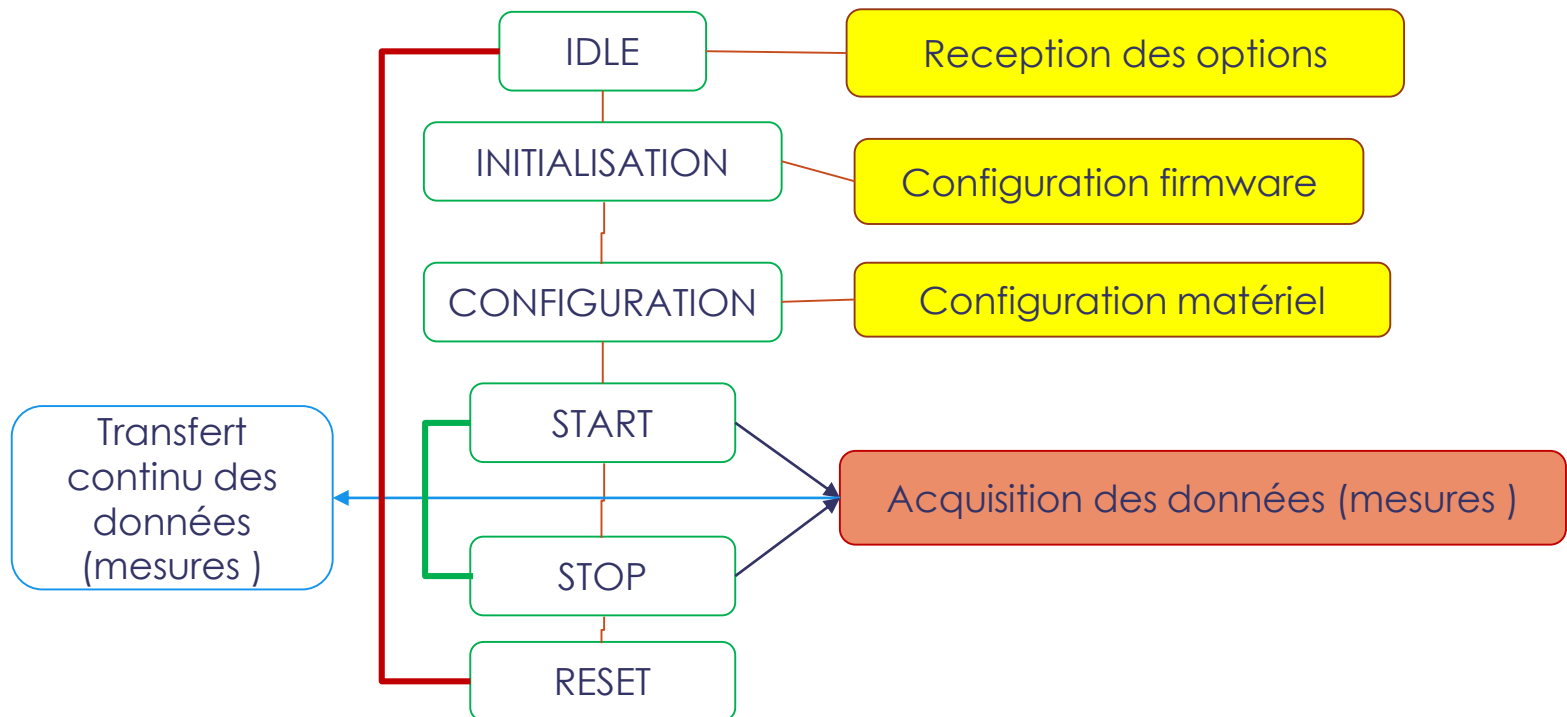 IDLE
Reception des options
INITIALISATION
Configuration firmware
CONFIGURATION
Configuration matériel
START
Transfert
continu des
données
(mesures )
Acquisition des données (mesures )
STOP
RESET